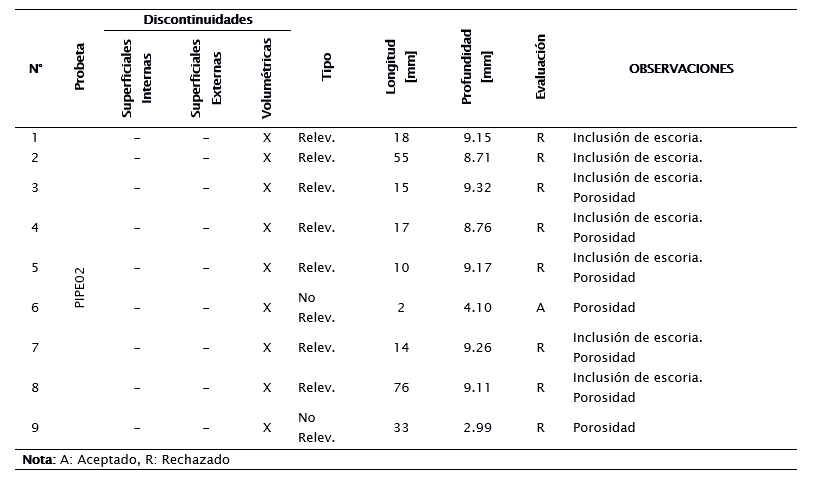 Discontinuidades
N° Probeta Superficiales Internas Superficiales Externas Volumétricas Tipo Longitud [mm] Profundidad [mm] Evaluación OBSERVACIONES
PIPE02
1 – – X Relev. 18 9.15 R Inclusión de escoria.
2 – – X Relev. 55 8.71 R Inclusión de escoria.
3 – – X Relev. 15 9.32 R Inclusión de escoria.
Porosidad
4 – – X Relev. 17 8.76 R Inclusión de escoria.
Porosidad
5 – – X Relev. 10 9.17 R Inclusión de escoria.
Porosidad
6 – – X No Relev. 2 4.10 A Porosidad
7 – – X Relev. 14 9.26 R Inclusión de escoria.
Porosidad
8 – – X Relev. 76 9.11 R Inclusión de escoria.
Porosidad
9 – – X No Relev. 33 2.99 R Porosidad
Nota: A: Aceptado, R: Rechazado